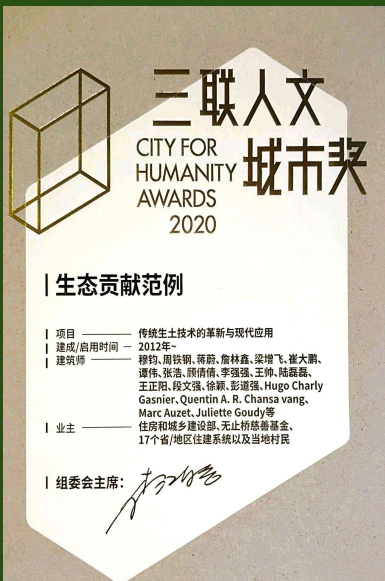 三联人文
城市奖
CITY FOR
HUMANITY
AWARDS
2020
生态贡献范例
项目 传统生土技术的革新与现代应用
建成/启用时间 2012年~
建筑师 穆钧、周铁钢、蒋蔚、詹林鑫、梁增飞、崔大鹏、
谭伟、张浩、顾倩倩、李强强、王帅、陆磊磊、
王正阳、段文强、徐颖、彭道强、Hugo Charly
Gasnier、Quentin A. R. Chansa vang、
Marc Auzet、Juliette Goudy等
业主 住房和城乡建设部、无止桥慈善基金、
17个省/地区住建系统以及当地村民
组委会主席：